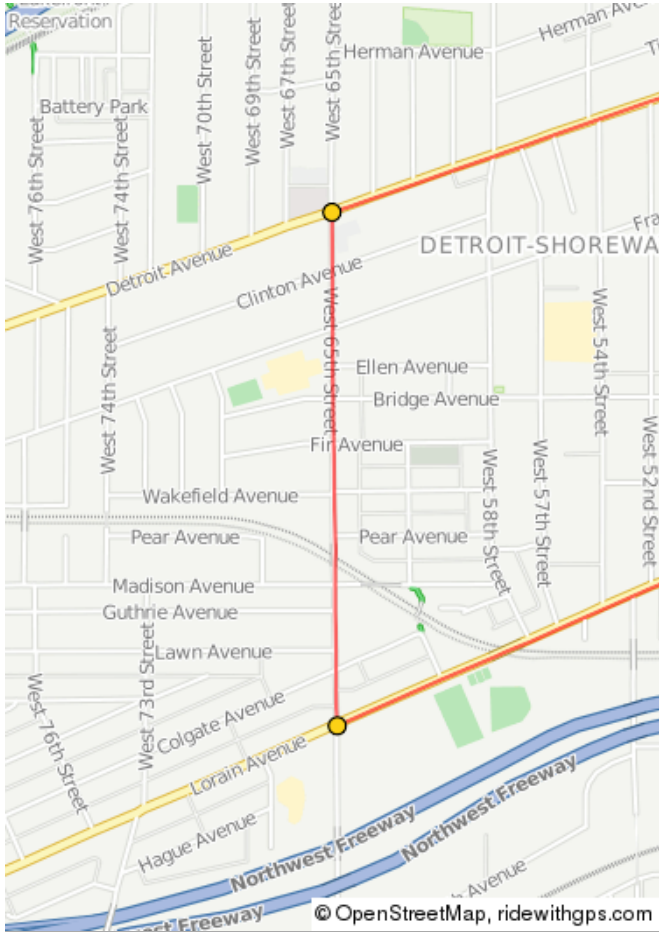 Reservation
Herman Avenue
Battery Park
West 76th Street
West 74th Street
West 70th Street
West 69th Street
West 67th Street
West 65th Street
Detroit Avenue
Clinton Avenue
DETROIT-SHOREWA
West 65th Street
Ellen Avenue
Bridge Avenue
West 54th Street
West 74th Street
Fir Avenue
West 58th Street
West 57th Street
West 52nd Street
Wakefield Avenue
Pear Avenue
Pear Avenue
Madison Avenue
Guthrie Avenue
Lawn Avenue
West 73rd Street
West 76th Street
Colgate Avenue
Lorain Avenue
Hague Avenue
Northwest Freeway
Northwest Freeway
west Freeway
h Avenue
© OpenStreetMap, ridewithgps.com